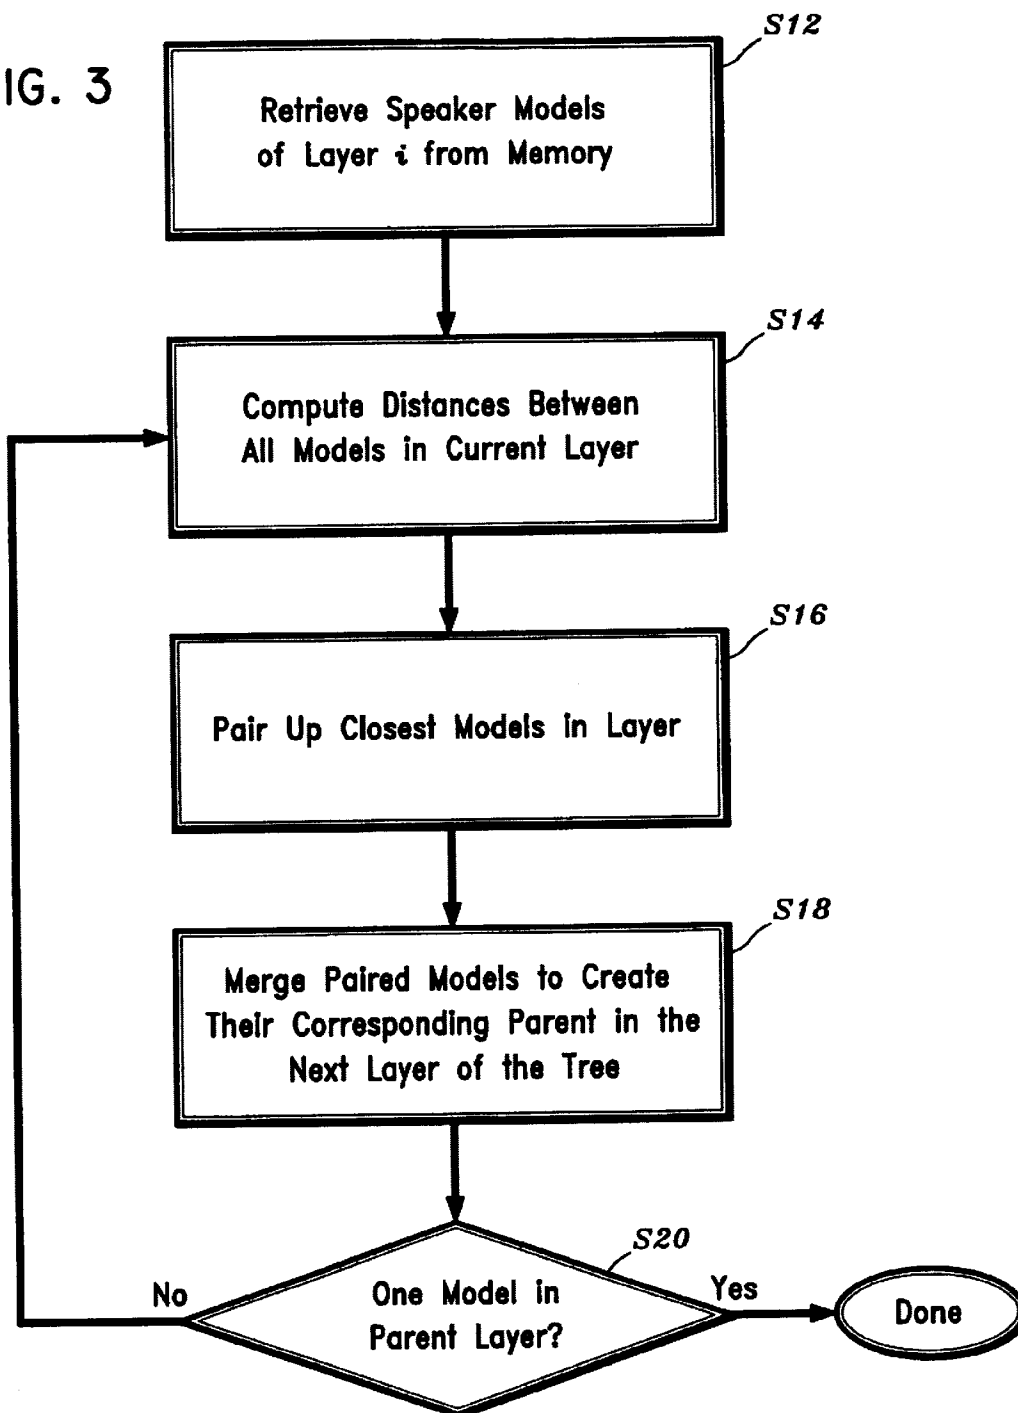 IG. 3
S12
Retrieve Speaker Models
of Layer i from Memory
S14
Compute Distances Between
All Models in Current Layer
S16
Pair Up Closest Models in Layer
S18
Merge Paired Models to Create
Their Corresponding Parent in the
Next Layer of the Tree
S20
One Model in
Parent Layer?
No
Yes
Done